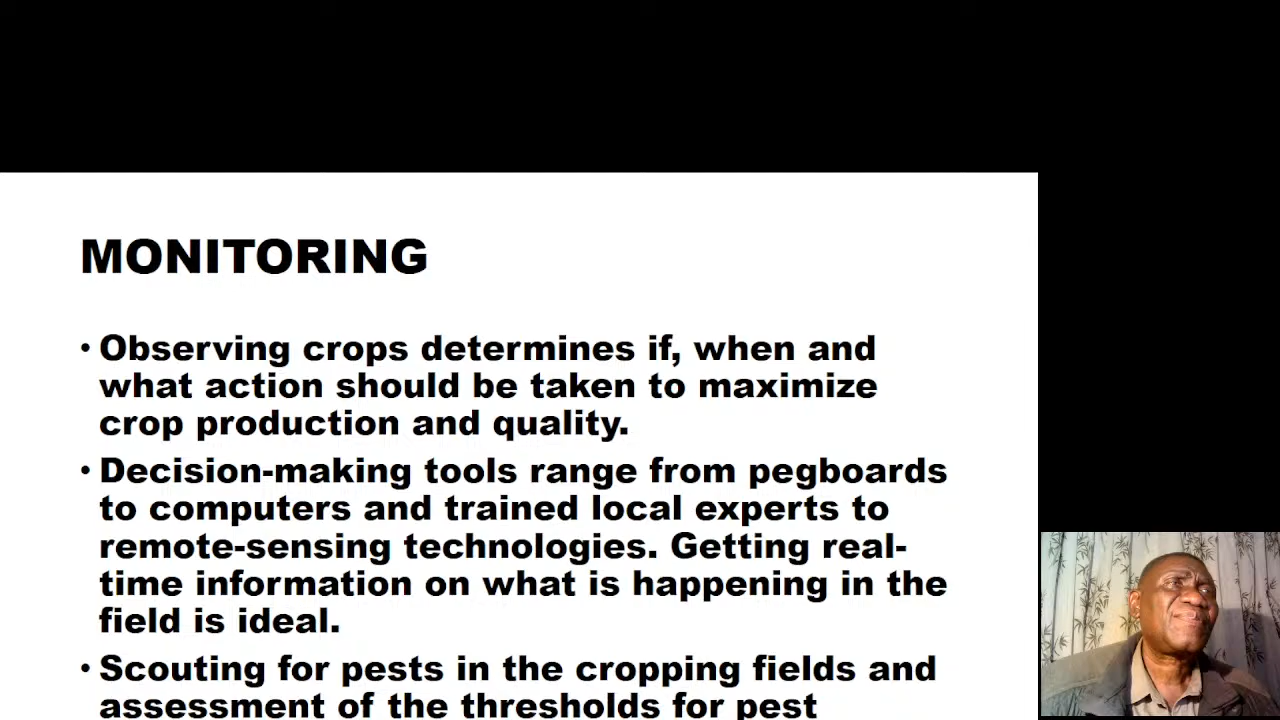 MONITORING
• Observing crops determines if, when and
what action should be taken to maximize
crop production and quality.
• Decision-making tools range from pegboards
to computers and trained local experts to
remote-sensing technologies. Getting real-
time information on what is happening in the
field is ideal.
• Scouting for pests in the cropping fields and
assessment of the thresholds for pest